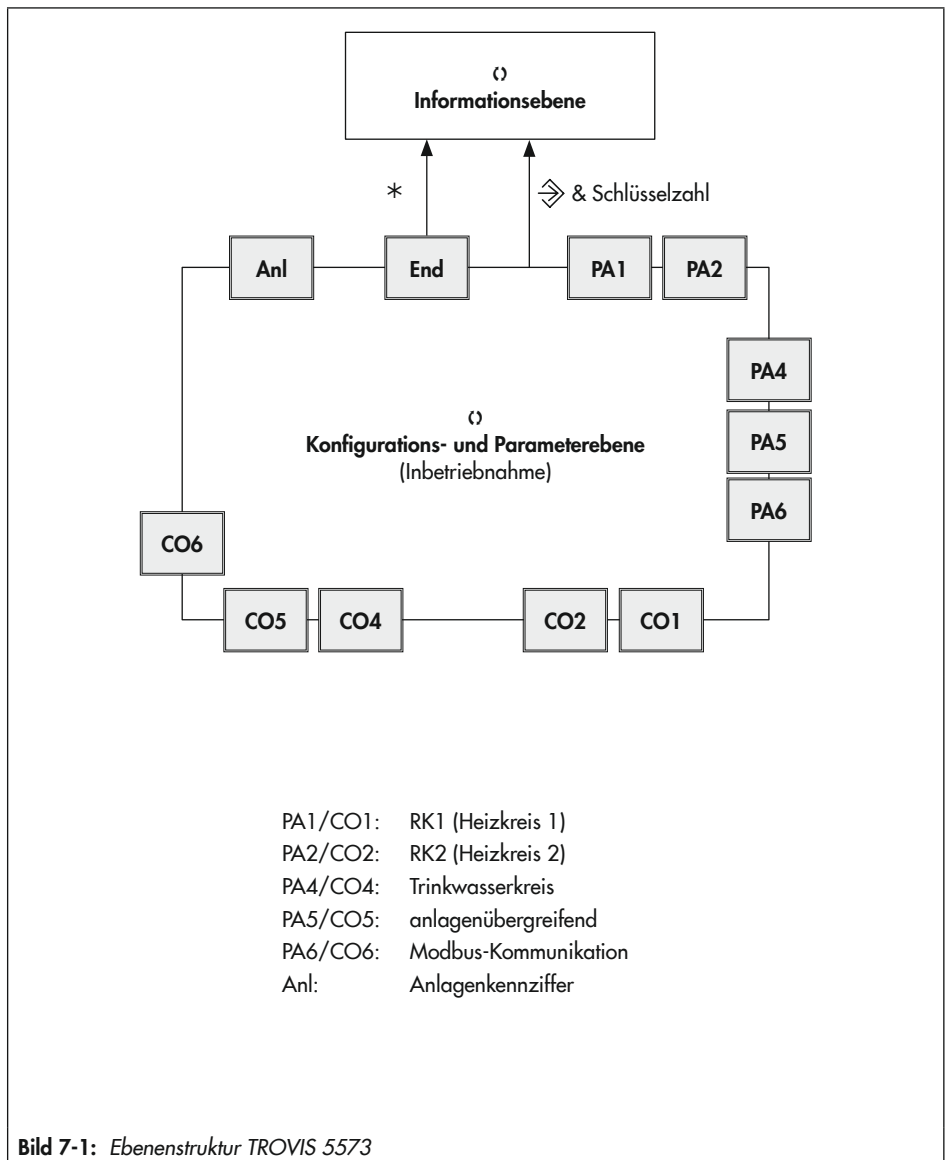 Informationsebene
*
& Schlüsselzahl
Anl
End
PA1
PA2
PA4
PA5
Konfigurations- und Parameterebene
(Inbetriebnahme)
PA6
CO6
CO5
CO4
CO2
CO1
PA1/CO1: RK1 (Heizkreis 1)
PA2/CO2: RK2 (Heizkreis 2)
PA4/CO4: Trinkwasserkreis
PA5/CO5: anlagenübergreifend
PA6/CO6: Modbus-Kommunikation
Anl: Anlagenkennziffer
Bild 7-1: Ebenenstruktur TROVIS 5573